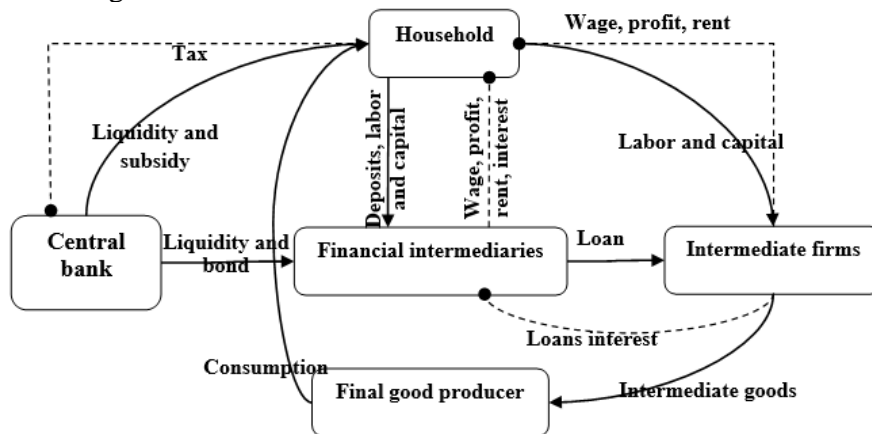 Household
Wage, profit, rent
Tax
Liquidity and
subsidy
Deposits, labor
and capital
Wage, profit,
rent, interest
Labor and capital
Central
bank
Liquidity and
bond
Financial intermediaries
Loan
Intermediate firms
Loans interest
Consumption
Final good producer
Intermediate goods